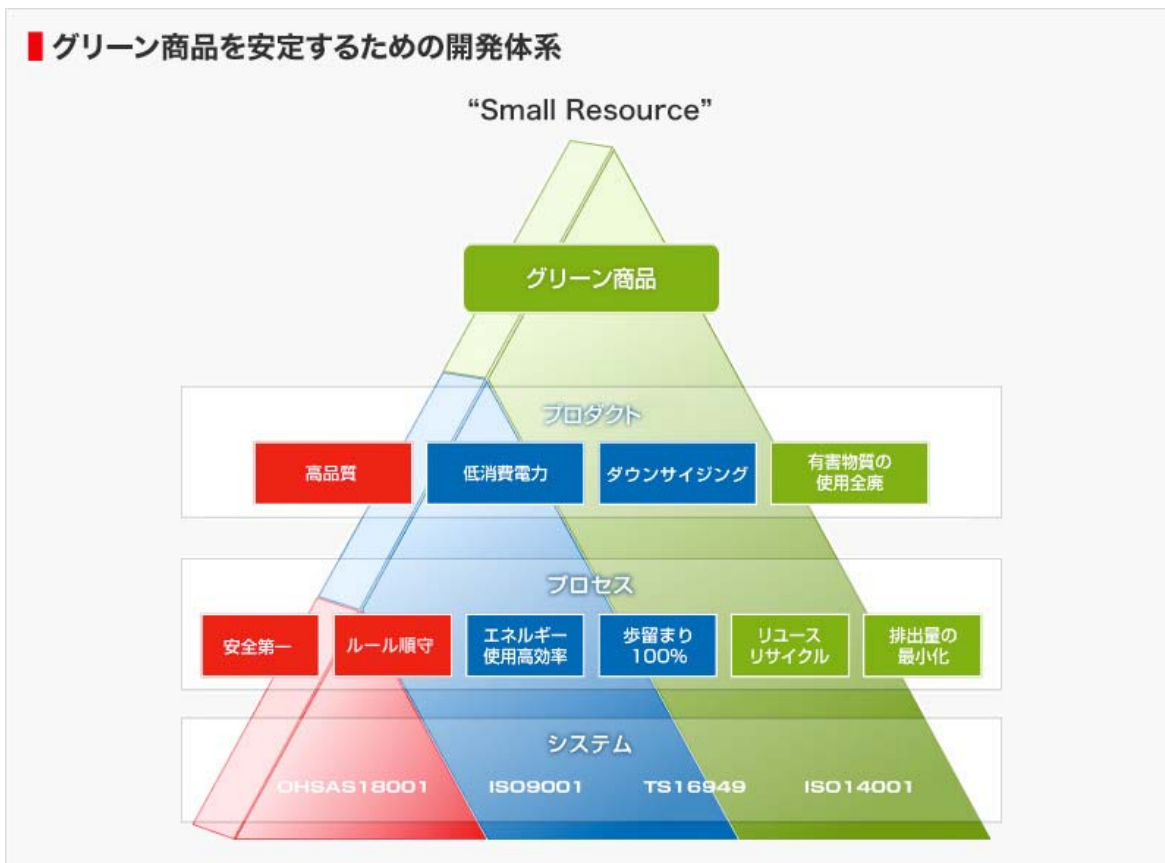 グリーン商品を安定するための開発体系
“Small Resource”
グリーン商品
プロダクト
高品質
低消費電力
ダウンサイジング
有害物質の
使用全廃
プロセス
安全第一
ルール順守
エネルギー
使用高効率
歩留まり
100%
リユース
リサイクル
排出量の
最小化
システム
OHSAS18001
ISO9001
TS16949
ISO14001